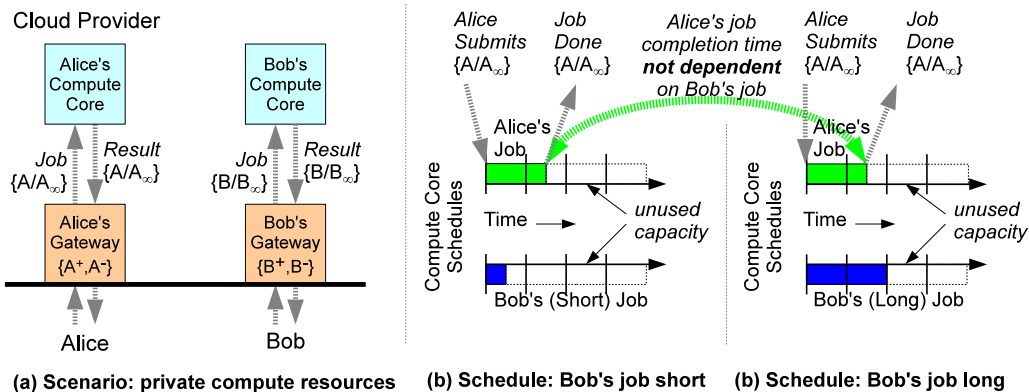 Cloud Provider
Alice's
Compute
Core
Bob's
Compute
Core
Job
{A/A∞}
Result
{A/A∞}
Job
{B/B∞}
Result
{B/B∞}
Alice's
Gateway
{A⁺,A⁻}
Bob's
Gateway
{B⁺,B⁻}
Alice
Bob
(a) Scenario: private compute resources
Alice
Submits
{A/A∞}
Job
Done
{A/A∞}
Alice's job
completion time
not dependent
on Bob's job
Alice
Submits
{A/A∞}
Job
Done
{A/A∞}
Compute Core
Schedules
Alice's
Job
Time
unused
capacity
Bob's (Short) Job
(b) Schedule: Bob's job short
Compute Core
Schedules
Alice's
Job
Time
unused
capacity
Bob's (Long) Job
(b) Schedule: Bob's job long